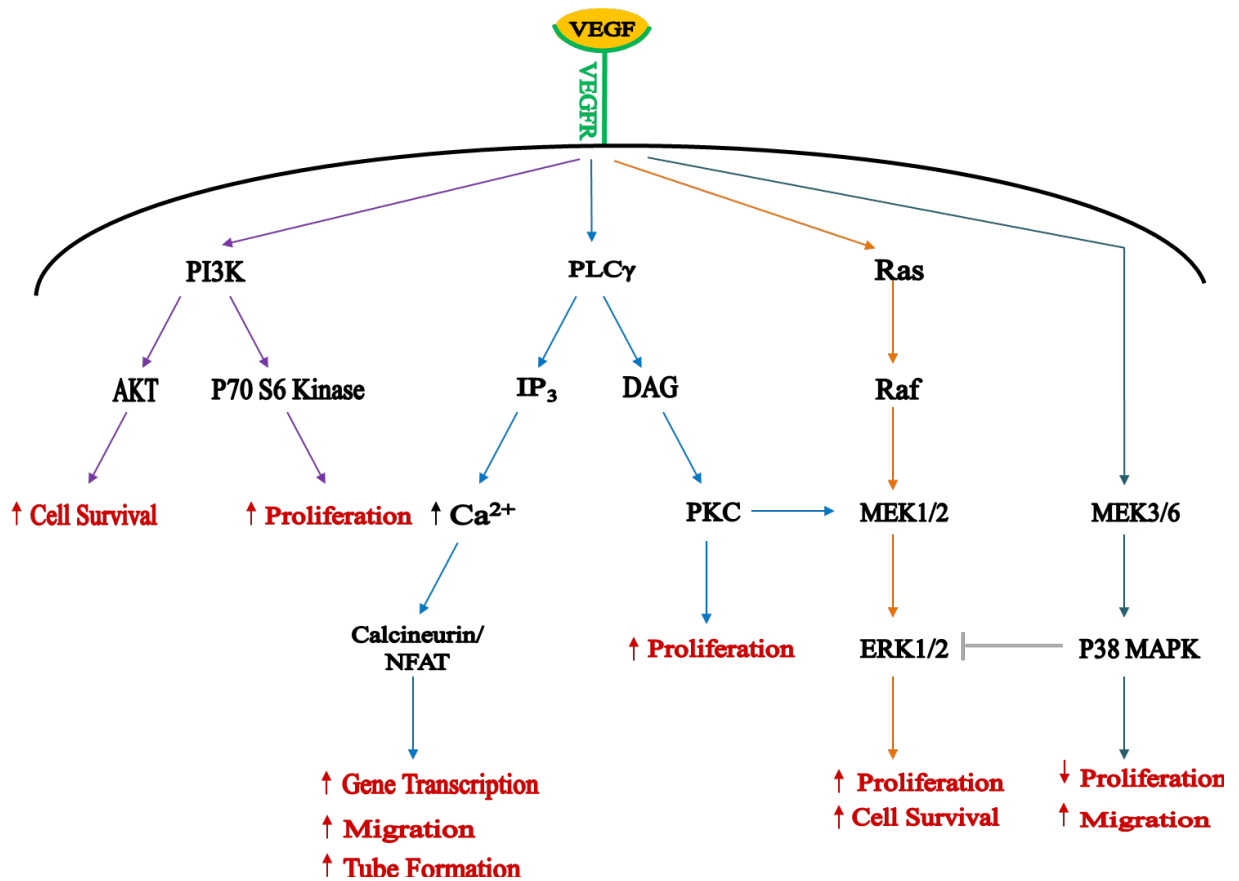 VEGF
VEGFR
PI3K
PLCγ
Ras
AKT
P70 S6 Kinase
IP₃
DAG
Raf
↑ Cell Survival
↑ Proliferation
↑ Ca²⁺
PKC
MEK1/2
MEK3/6
Calcineurin/
NFAT
↑ Proliferation
ERK1/2
P38 MAPK
↑ Gene Transcription
↑ Migration
↑ Tube Formation
↑ Proliferation
↑ Cell Survival
↓ Proliferation
↑ Migration